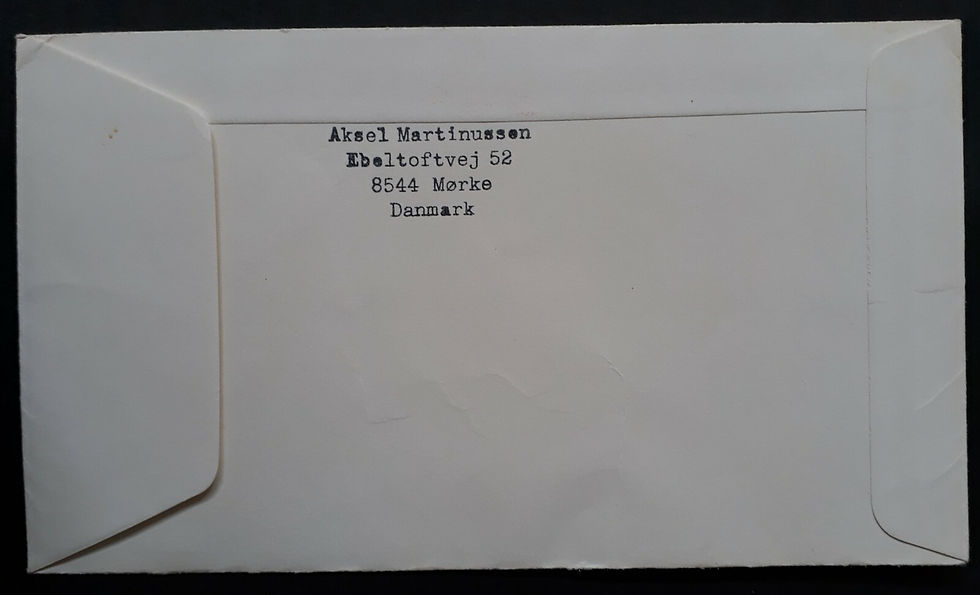 Aksel Martinussen
Ebeltoftvej 52
8544 Mørke
Danmark